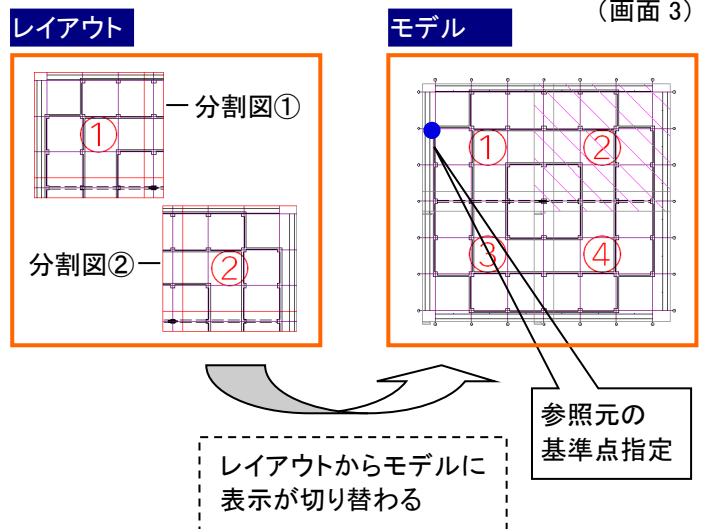 (画面 3)
レイアウト
モデル
分割図①
①
分割図②
②
①
②
③
④
参照元の
基準点指定
レイアウトからモデルに
表示が切り替わる